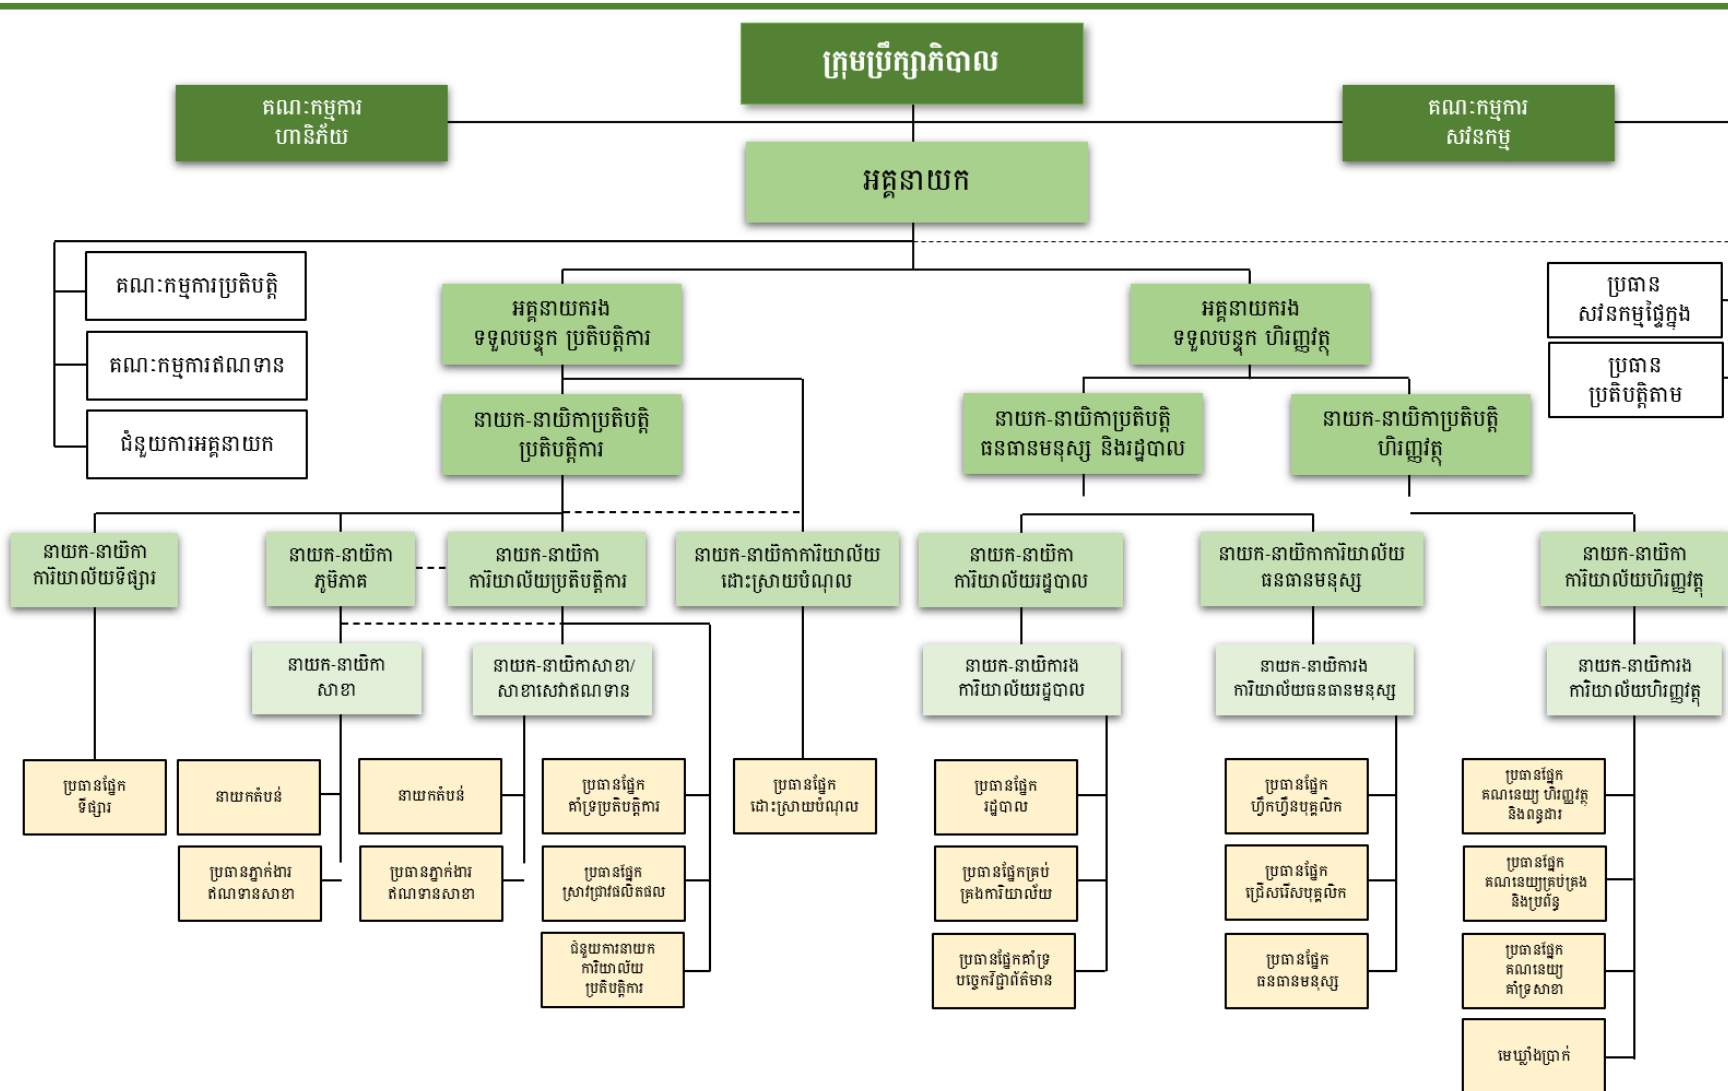 ក្រុមប្រឹក្សាភិបាល
គណៈកម្មការ
ហានិភ័យ
គណៈកម្មការ
សវនកម្ម
អគ្គនាយក
គណៈកម្មការប្រតិបត្តិ
គណៈកម្មការឥណទាន
ជំនួយការអគ្គនាយក
អគ្គនាយករង
ទទួលបន្ទុក ប្រតិបត្តិការ
អគ្គនាយករង
ទទួលបន្ទុក ហិរញ្ញវត្ថុ
ប្រធាន
សវនកម្មផ្ទៃក្នុង
ប្រធាន
ប្រតិបត្តិតាម
នាយក-នាយិកាប្រតិបត្តិ
ប្រតិបត្តិការ
នាយក-នាយិកាប្រតិបត្តិ
ធនធានមនុស្ស និងរដ្ឋបាល
នាយក-នាយិកាប្រតិបត្តិ
ហិរញ្ញវត្ថុ
នាយក-នាយិកា
ការិយាល័យទីផ្សារ
នាយក-នាយិកា
ភូមិភាគ
នាយក-នាយិកា
ការិយាល័យប្រតិបត្តិការ
នាយក-នាយិកាការិយាល័យ
ដោះស្រាយបំណុល
នាយក-នាយិកា
ការិយាល័យរដ្ឋបាល
នាយក-នាយិកាការិយាល័យ
ធនធានមនុស្ស
នាយក-នាយិកា
ការិយាល័យហិរញ្ញវត្ថុ
នាយក-នាយិកា
សាខា
នាយក-នាយិកាសាខា/
សាខាសេវាឥណទាន
នាយក-នាយិការង
ការិយាល័យរដ្ឋបាល
នាយក-នាយិការង
ការិយាល័យធនធានមនុស្ស
នាយក-នាយិការង
ការិយាល័យហិរញ្ញវត្ថុ
ប្រធានផ្នែក
ទីផ្សារ
នាយកតំបន់
នាយកតំបន់
ប្រធានផ្នែក
គាំទ្រប្រតិបត្តិការ
ប្រធានផ្នែក
ដោះស្រាយបំណុល
ប្រធានផ្នែក
រដ្ឋបាល
ប្រធានផ្នែក
ហ្វឹកហ្វឺនបុគ្គលិក
ប្រធានផ្នែក
គណនេយ្យ ហិរញ្ញវត្ថុ
និងពន្ធដារ
ប្រធានភ្នាក់ងារ
ឥណទានសាខា
ប្រធានភ្នាក់ងារ
ឥណទានសាខា
ប្រធានផ្នែក
ស្រាវជ្រាវផលិតផល
ប្រធានផ្នែកគ្រប់
គ្រងការិយាល័យ
ប្រធានផ្នែក
ជ្រើសរើសបុគ្គលិក
ប្រធានផ្នែក
គណនេយ្យគ្រប់គ្រង
និងប្រព័ន្ធ
ជំនួយការនាយក
ការិយាល័យ
ប្រតិបត្តិការ
ប្រធានផ្នែកគាំទ្រ
បច្ចេកវិជ្ជាព័ត៌មាន
ប្រធានផ្នែក
ធនធានមនុស្ស
ប្រធានផ្នែក
គណនេយ្យ
គាំទ្រសាខា
មេឃ្លាំងប្រាក់